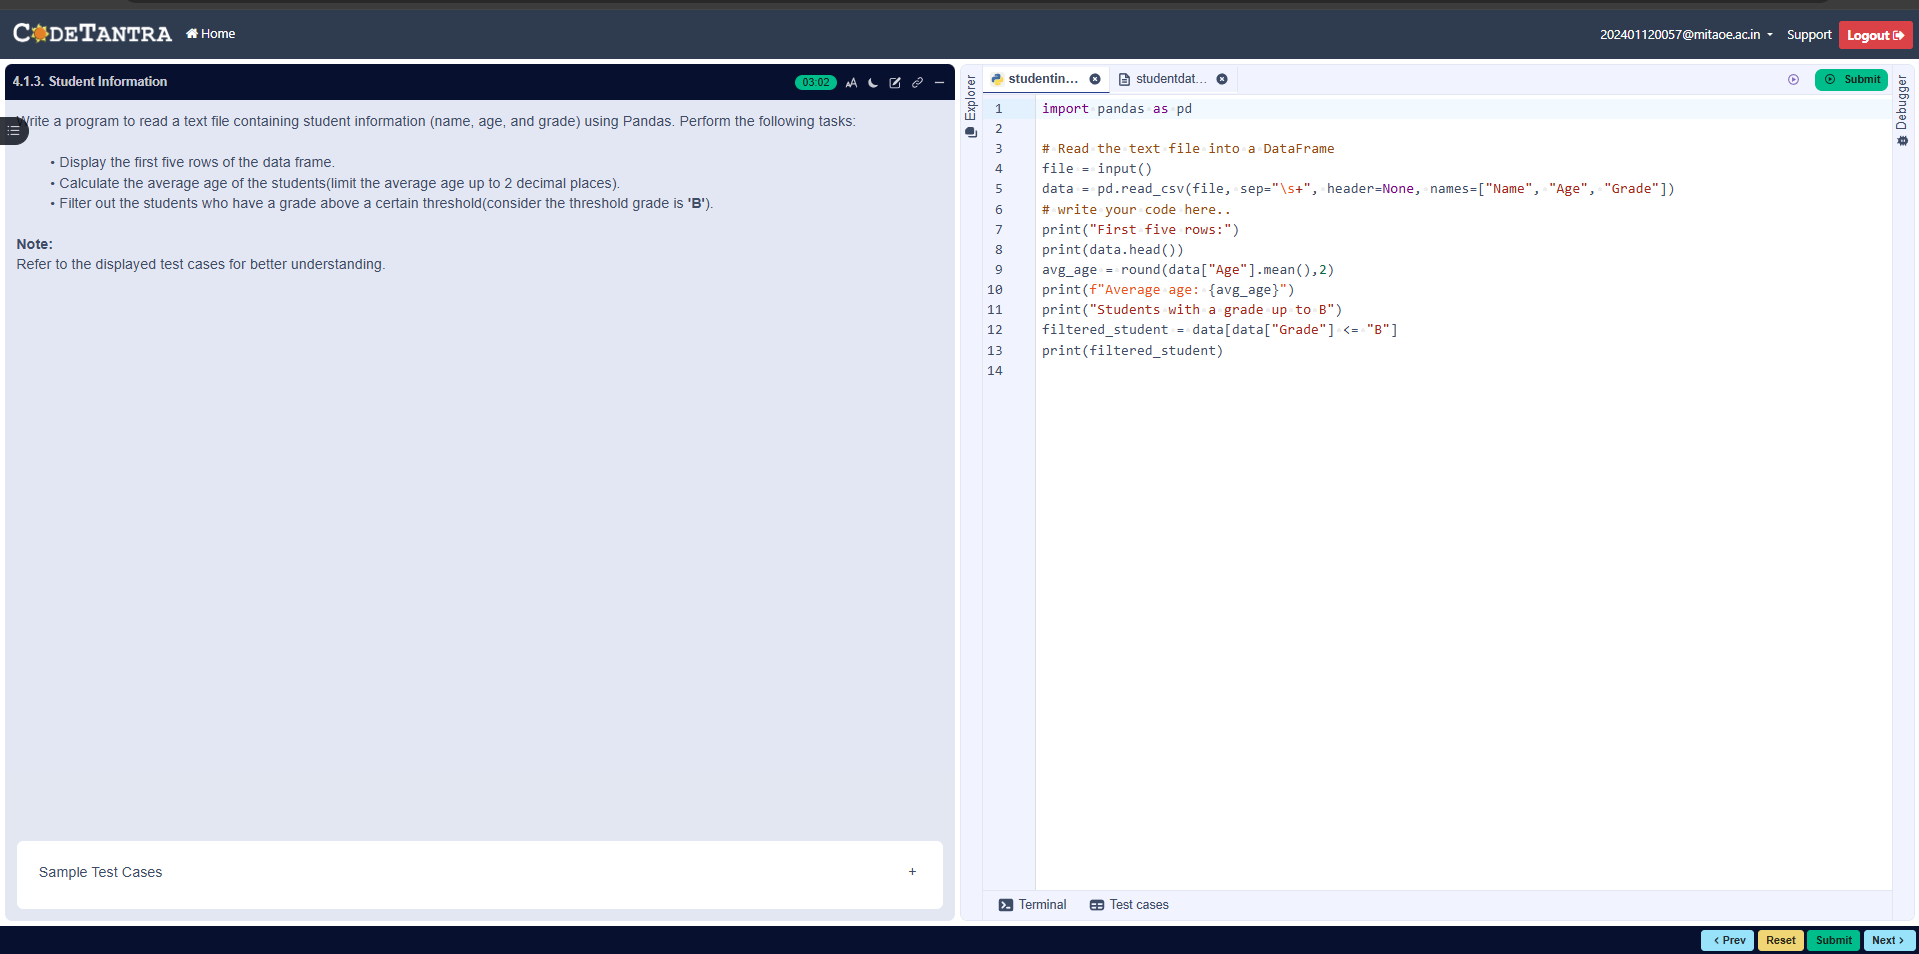 CODETANTRA
Home
202401120057@mitaoe.ac.in
Support
Logout
4.1.3. Student Information
03:02
AA
Write a program to read a text file containing student information (name, age, and grade) using Pandas. Perform the following tasks:
• Display the first five rows of the data frame.
• Calculate the average age of the students(limit the average age up to 2 decimal places).
• Filter out the students who have a grade above a certain threshold(consider the threshold grade is 'B').
Note:
Refer to the displayed test cases for better understanding.
Sample Test Cases
+
Explorer
studentin...
studentdat...
Submit
Debugger
1 import pandas as pd
2
3 # Read the text file into a DataFrame
4 file = input()
5 data = pd.read_csv(file, sep="\s+", header=None, names=["Name", "Age", "Grade"])
6 # write your code here..
7 print("First five rows:")
8 print(data.head())
9 avg_age = round(data["Age"].mean(),2)
10 print(f"Average age: {avg_age}")
11 print("Students with a grade up to B")
12 filtered_student = data[data["Grade"] <= "B"]
13 print(filtered_student)
14
Terminal
Test cases
< Prev
Reset
Submit
Next >